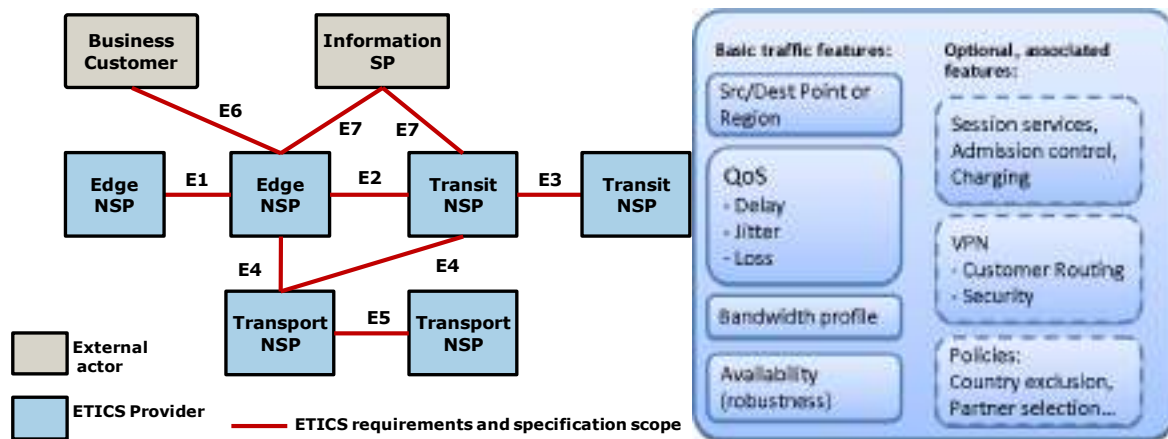 Business
Customer
Information
SP
E6
E7
E7
Edge
NSP
E1
Edge
NSP
E2
Transit
NSP
E3
Transit
NSP
E4
E4
Transport
NSP
E5
Transport
NSP
External
actor
ETICS Provider
ETICS requirements and specification scope
Basic traffic features:
Src/Dest Point or
Region
QoS
- Delay
- Jitter
- Loss
Bandwidth profile
Availability
(robustness)
Optional, associated
features:
Session services,
Admission control,
Charging
VPN
- Customer Routing
- Security
Policies:
Country exclusion,
Partner selection...